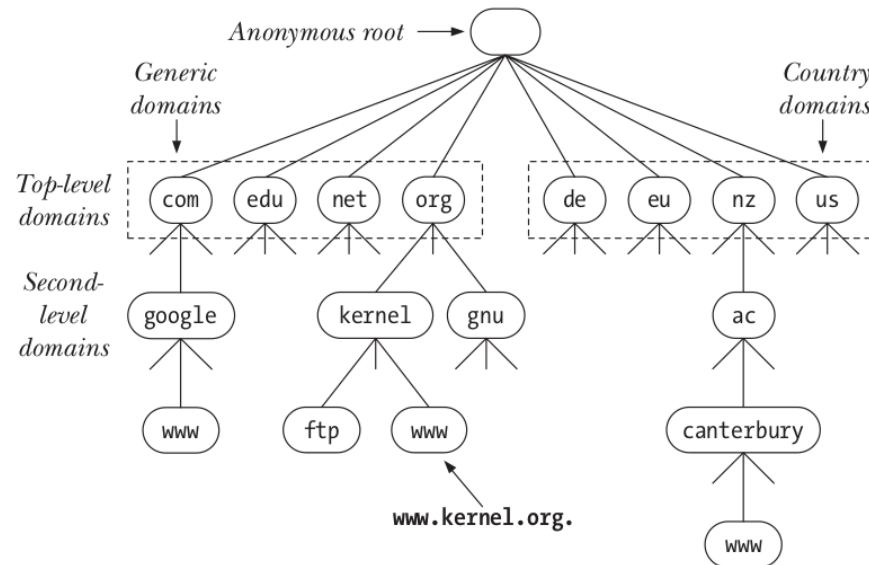 Anonymous root
Generic
domains
Country
domains
Top-level
domains
com edu net org de eu nz us
Second-
level
domains
google kernel gnu ac
www ftp www canterbury
www.kernel.org.
www